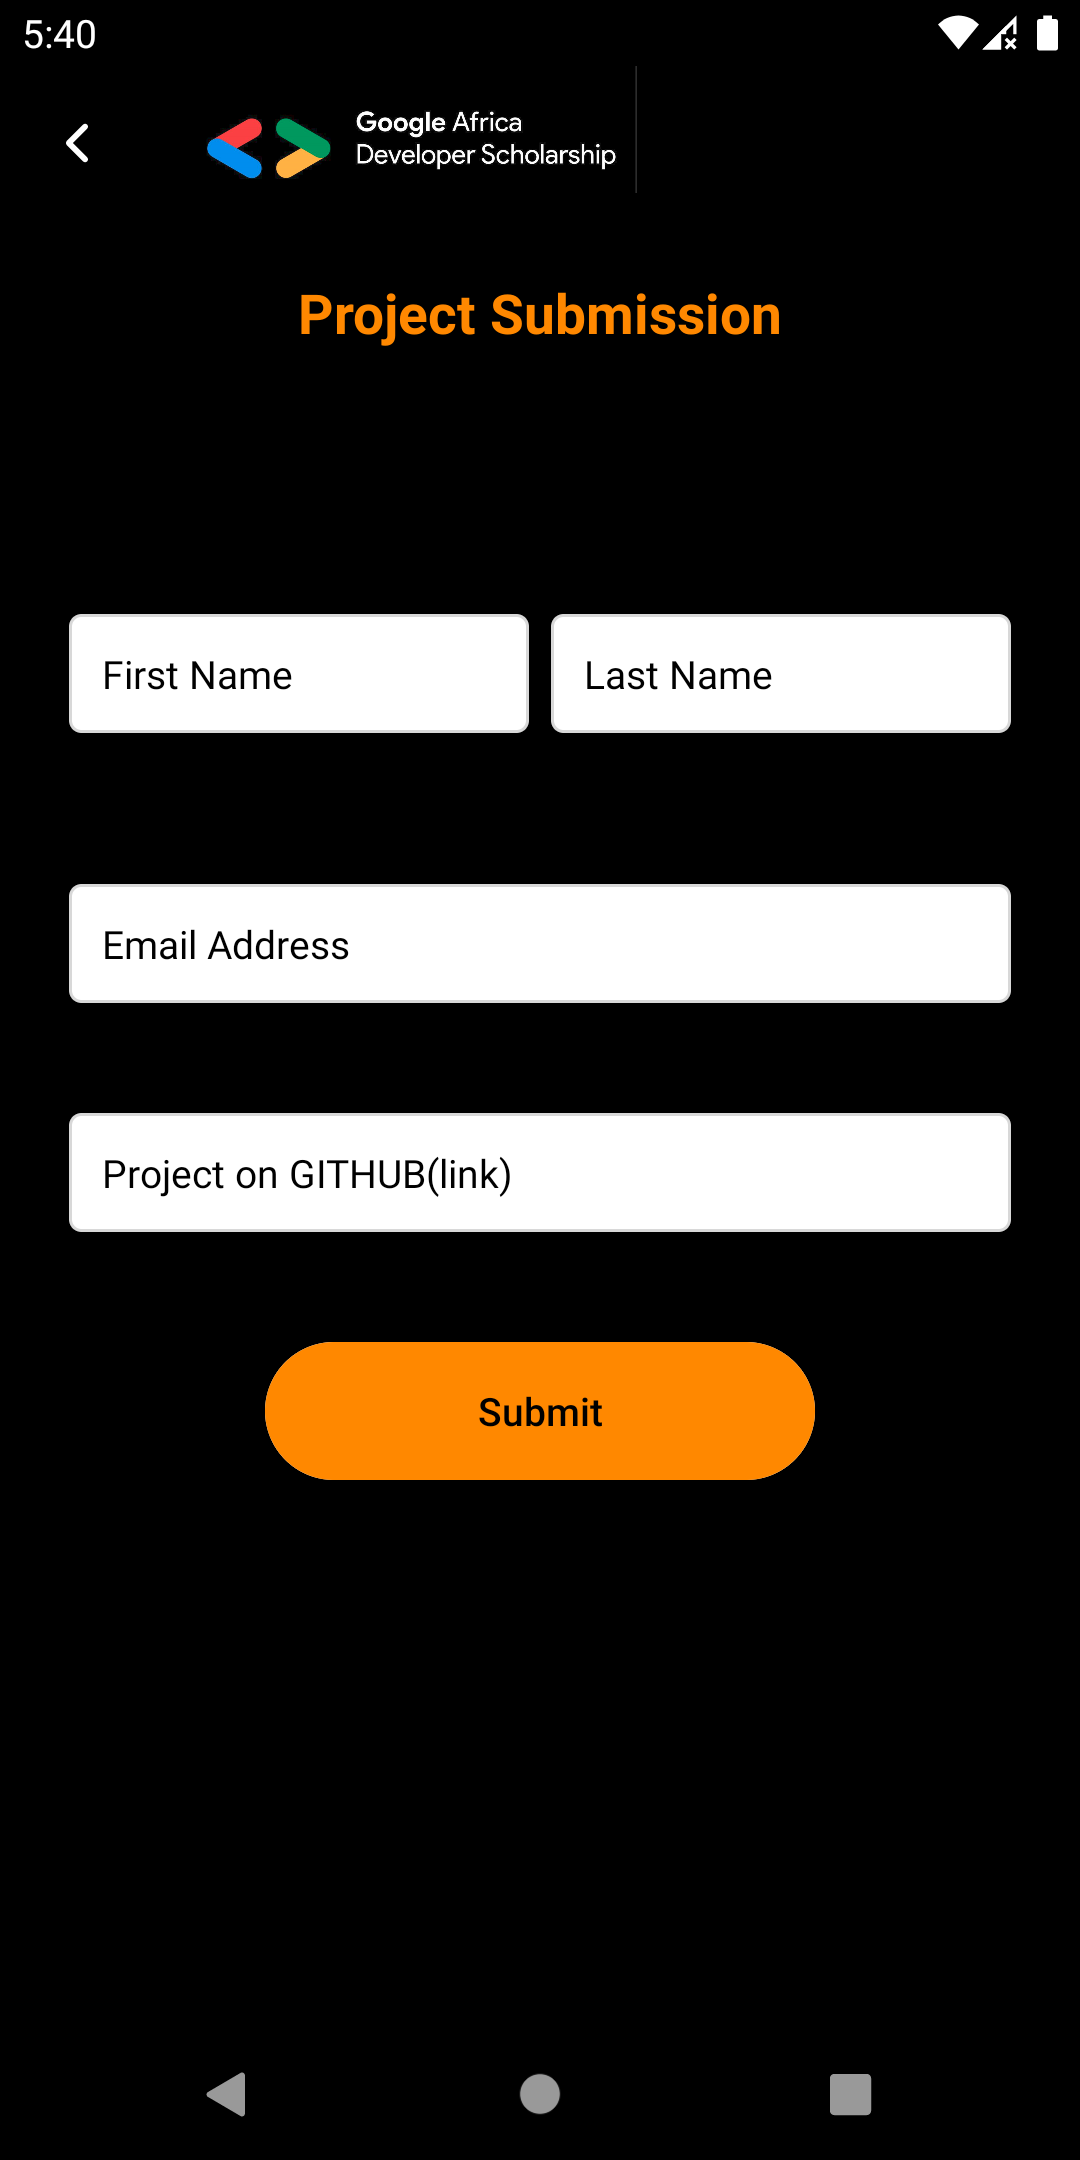 5:40
Google Africa
Developer Scholarship
Project Submission
First Name
Last Name
Email Address
Project on GITHUB(link)
Submit